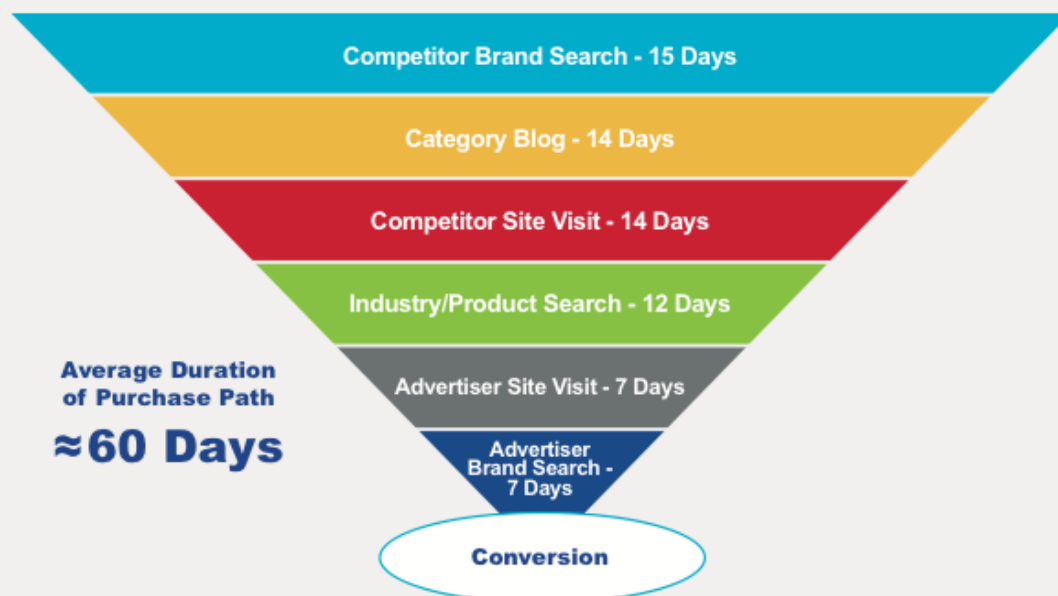 Competitor Brand Search - 15 Days
Category Blog - 14 Days
Competitor Site Visit - 14 Days
Industry/Product Search - 12 Days
Advertiser Site Visit - 7 Days
Advertiser
Brand Search -
7 Days
Conversion
Average Duration
of Purchase Path
≈60 Days